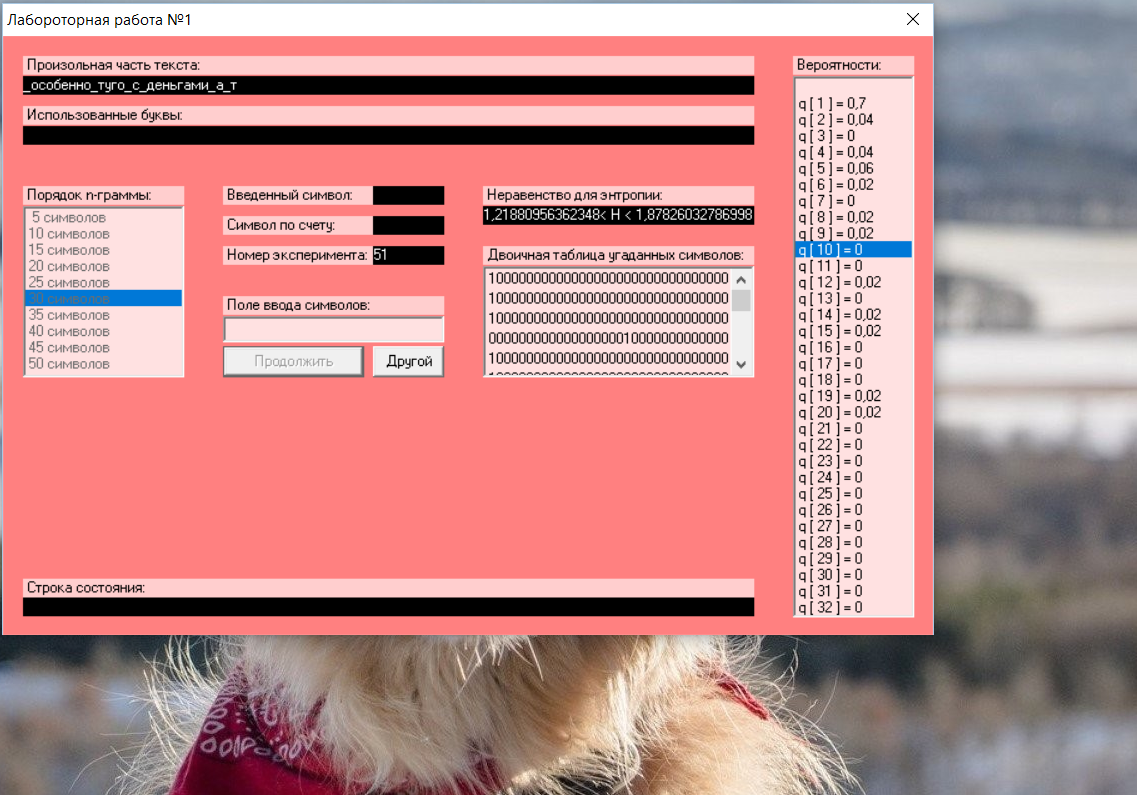 Лабороторная работа №1
Произольная часть текста:
_особенно_туго_с_деньгами_а_т
Использованные буквы:
Порядок n-граммы:
5 символов
10 символов
15 символов
20 символов
25 символов
30 символов
35 символов
40 символов
45 символов
50 символов
Введенный символ:
Символ по счету:
Номер эксперимента: 51
Поле ввода символов:
Продолжить
Другой
Неравенство для энтропии:
1,21880956362348< H < 1,87826032786998
Двоичная таблица угаданных символов:
10000000000000000000000000000000
10000000000000000000000000000000
10000000000000000000000000000000
00000000000000000010000000000000
10000000000000000000000000000000
Строка состояния:
Вероятности:
q [ 1 ] = 0,7
q [ 2 ] = 0,04
q [ 3 ] = 0
q [ 4 ] = 0,04
q [ 5 ] = 0,06
q [ 6 ] = 0,02
q [ 7 ] = 0
q [ 8 ] = 0,02
q [ 9 ] = 0,02
q [ 10 ] = 0
q [ 11 ] = 0
q [ 12 ] = 0,02
q [ 13 ] = 0
q [ 14 ] = 0,02
q [ 15 ] = 0,02
q [ 16 ] = 0
q [ 17 ] = 0
q [ 18 ] = 0
q [ 19 ] = 0,02
q [ 20 ] = 0,02
q [ 21 ] = 0
q [ 22 ] = 0
q [ 23 ] = 0
q [ 24 ] = 0
q [ 25 ] = 0
q [ 26 ] = 0
q [ 27 ] = 0
q [ 28 ] = 0
q [ 29 ] = 0
q [ 30 ] = 0
q [ 31 ] = 0
q [ 32 ] = 0